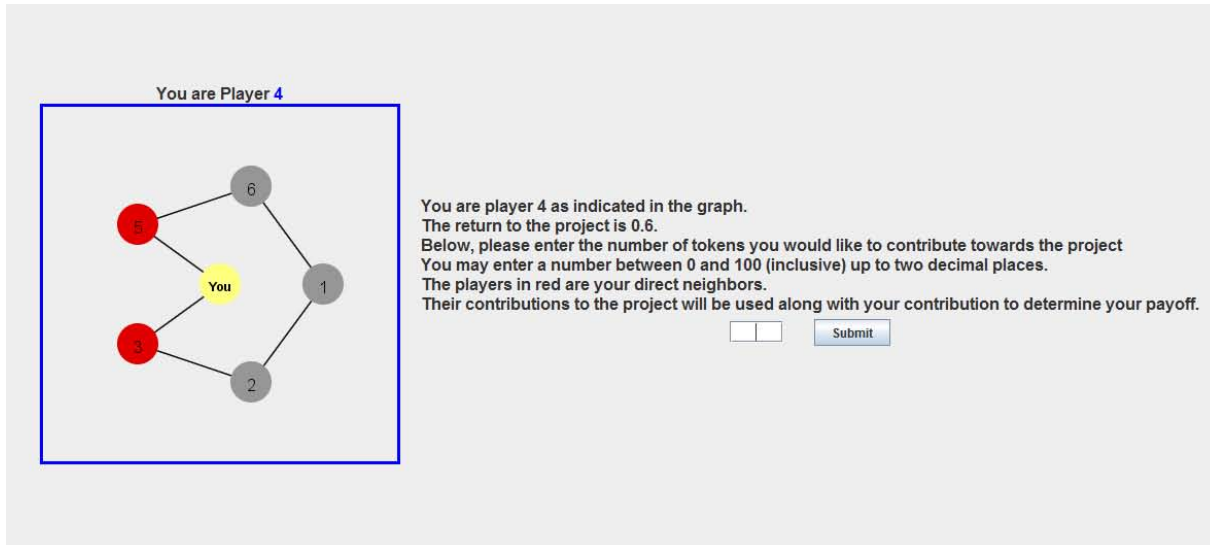 You are Player 4
6
5
You
1
3
2
You are player 4 as indicated in the graph.
The return to the project is 0.6.
Below, please enter the number of tokens you would like to contribute towards the project
You may enter a number between 0 and 100 (inclusive) up to two decimal places.
The players in red are your direct neighbors.
Their contributions to the project will be used along with your contribution to determine your payoff.
Submit